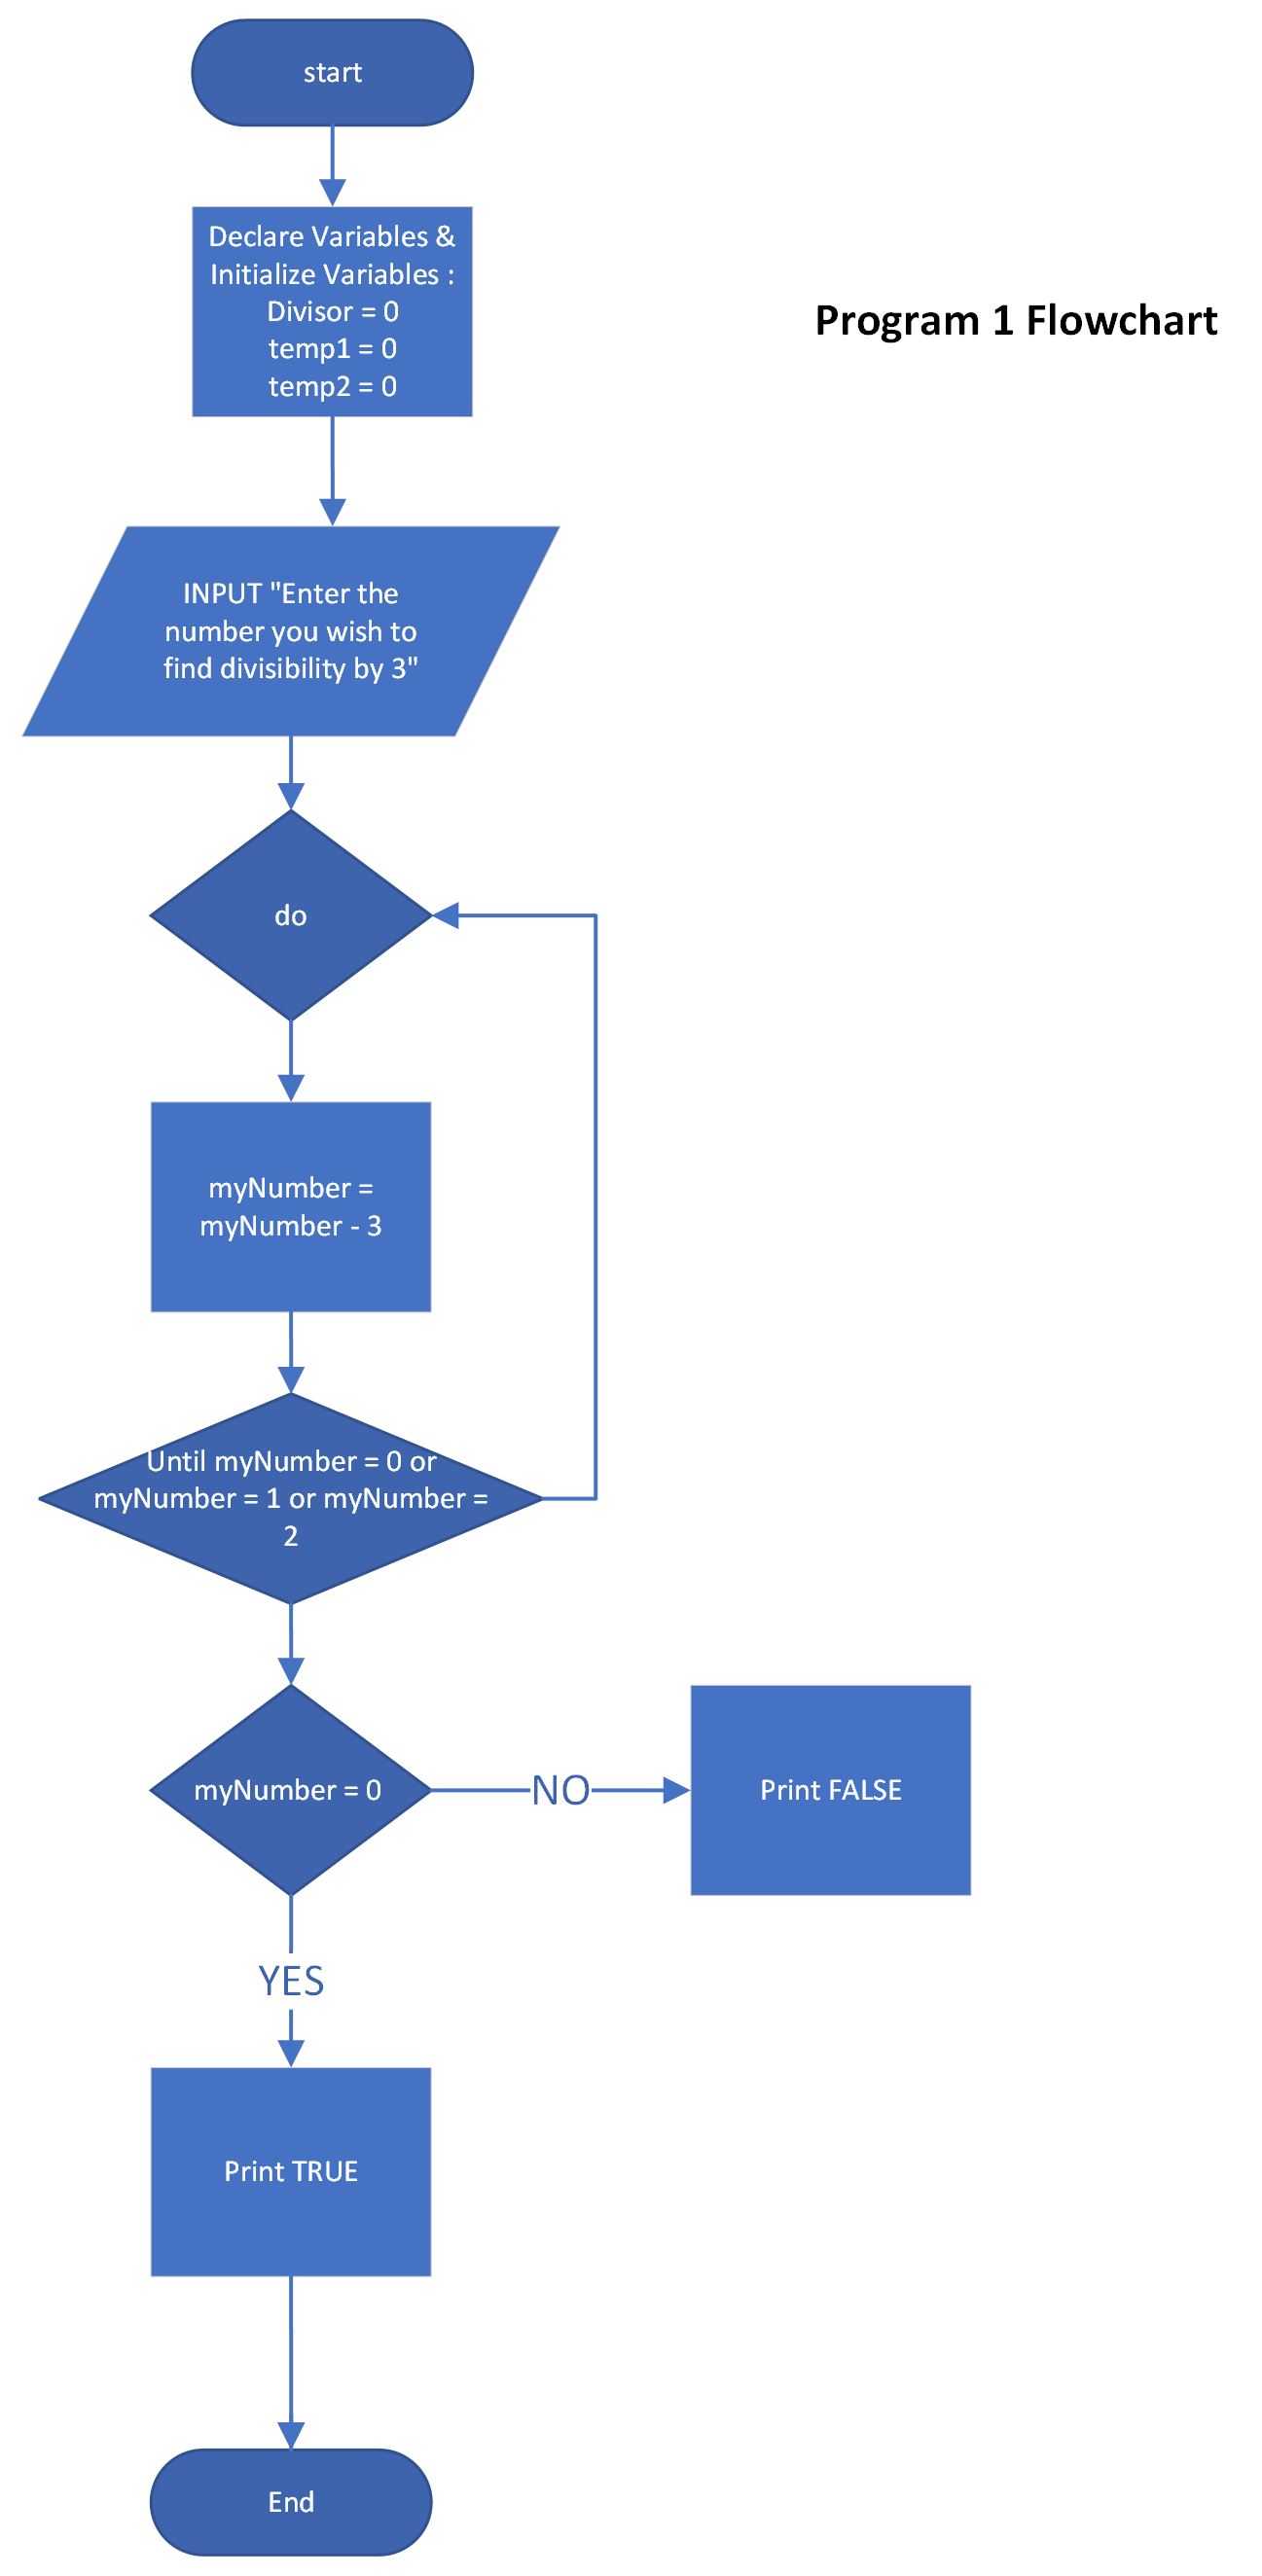 start
Declare Variables &
Initialize Variables :
Divisor = 0
temp1 = 0
temp2 = 0
Program 1 Flowchart
INPUT "Enter the
number you wish to
find divisibility by 3"
do
myNumber =
myNumber - 3
Until myNumber = 0 or
myNumber = 1 or myNumber =
2
myNumber = 0
NO
Print FALSE
YES
Print TRUE
End